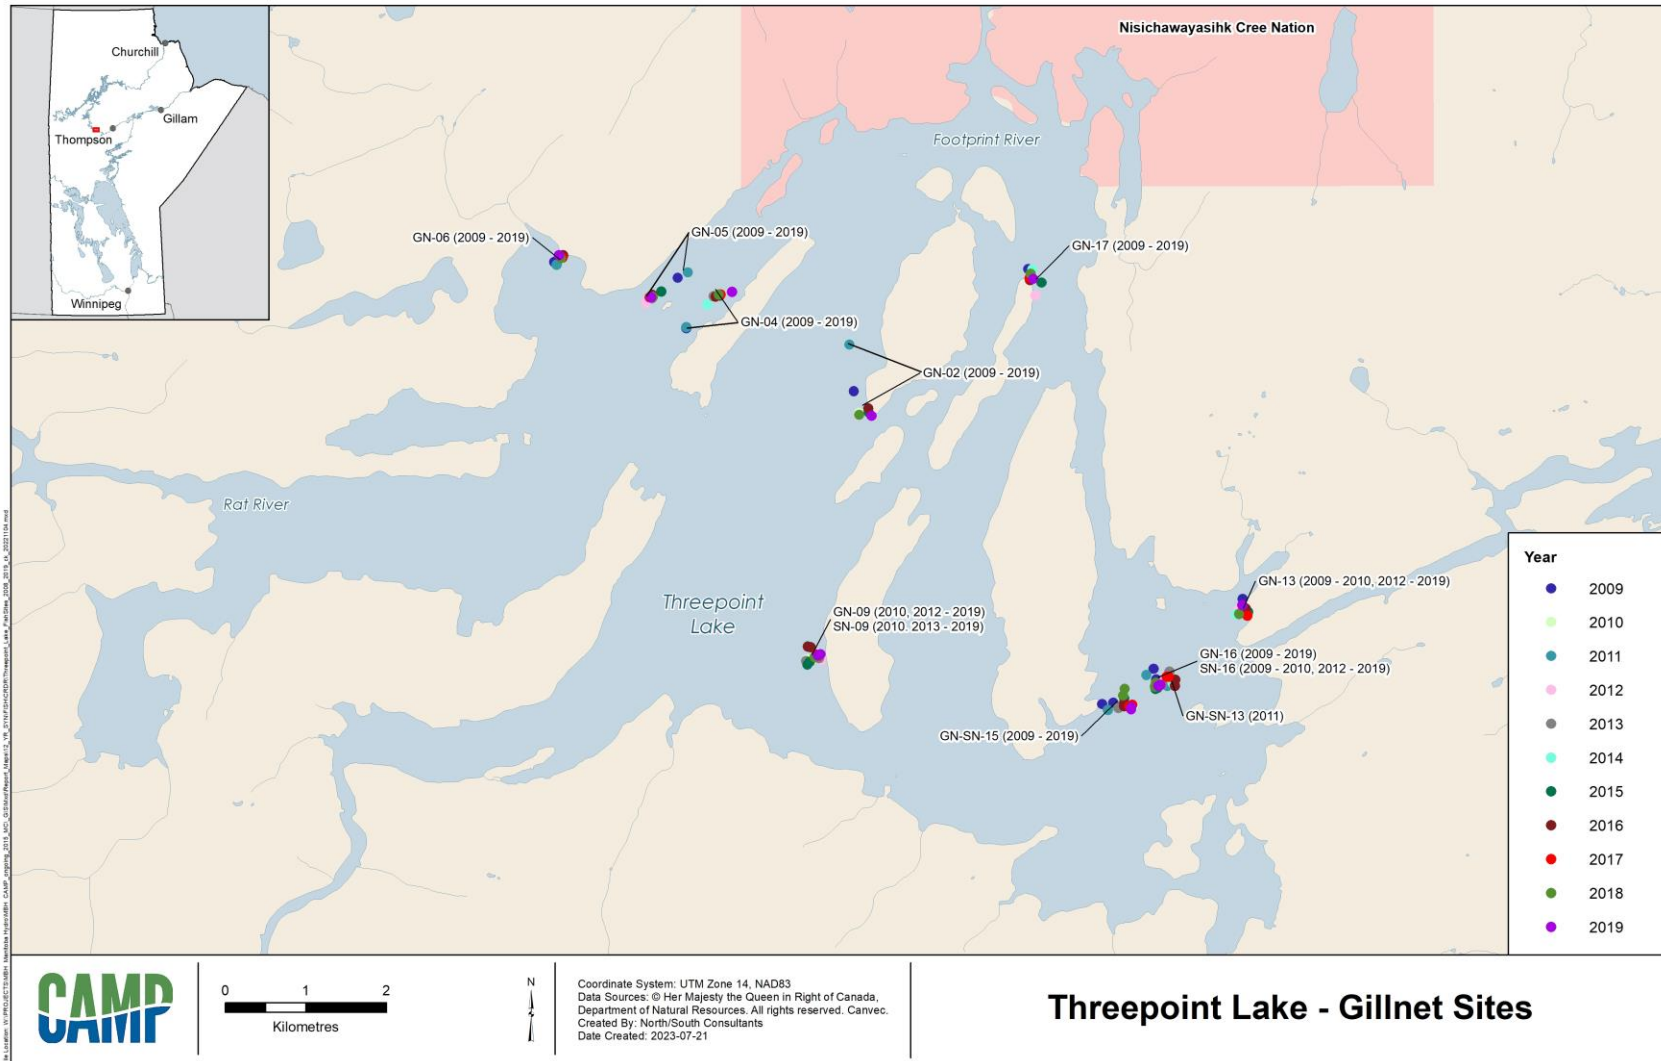 Nisichawayasihk Cree Nation
Churchill
Gillam
Thompson
Winnipeg
Footprint River
GN-06 (2009 - 2019)
GN-05 (2009 - 2019)
GN-17 (2009 - 2019)
GN-04 (2009 - 2019)
GN-02 (2009 - 2019)
Rat River
Threepoint
Lake
GN-09 (2010, 2012 - 2019)
SN-09 (2010. 2013 - 2019)
GN-13 (2009 - 2010, 2012 - 2019)
GN-16 (2009 - 2019)
SN-16 (2009 - 2010, 2012 - 2019)
GN-SN-13 (2011)
GN-SN-15 (2009 - 2019)
Year
2009
2010
2011
2012
2013
2014
2015
2016
2017
2018
2019
CAMP
0 1 2
Kilometres
N
Coordinate System: UTM Zone 14, NAD83
Data Sources: © Her Majesty the Queen in Right of Canada,
Department of Natural Resources. All rights reserved. Canvec.
Created By: North/South Consultants
Date Created: 2023-07-21
Threepoint Lake - Gillnet Sites